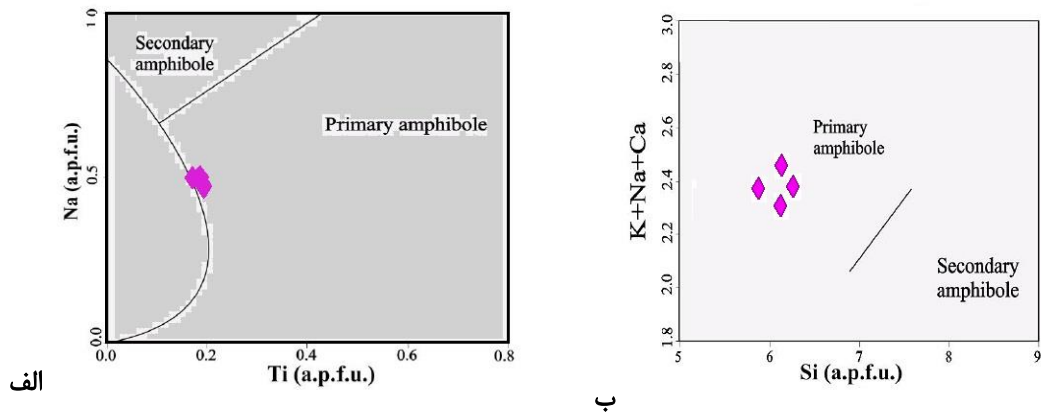 1 0
Secondary
amphibole
Primary amphibole
Na (a.p.f.u.)
0.5
0.0
0.0 0.2 0.4 0.6 0.8
Ti (a.p.f.u.)
الف
3.0
2.8
2.6
2.4
2.2
2.0
1.8
K+Na+Ca
Primary
amphibole
Secondary
amphibole
5 6 7 8 9
Si (a.p.f.u.)
ب